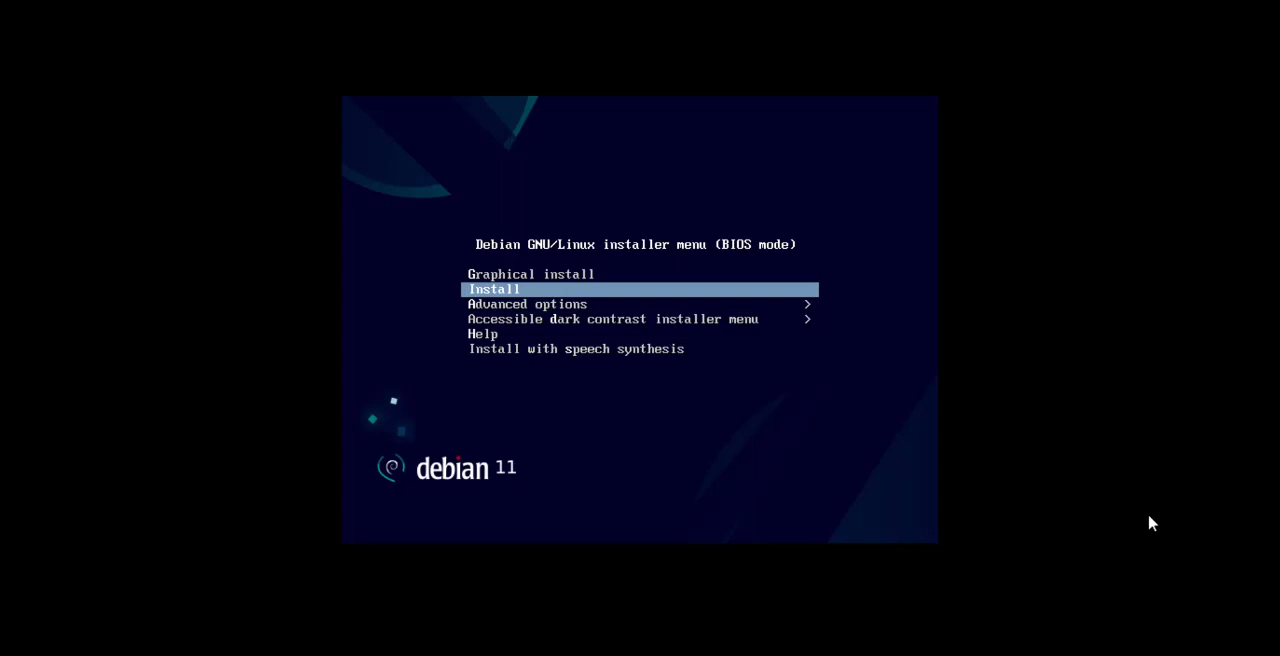 Debian GNU/Linux installer menu (BIOS mode)
Graphical install
Install
Advanced options >
Accessible dark contrast installer menu >
Help
Install with speech synthesis
debian 11